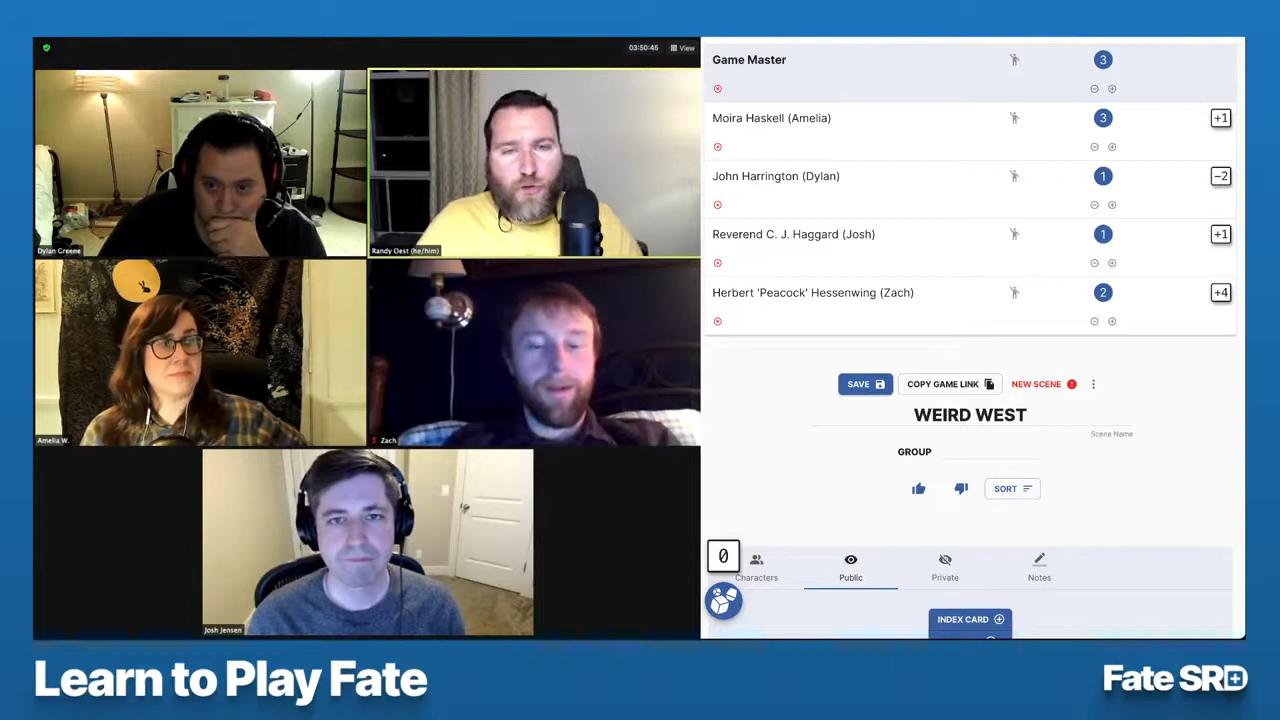 03:50:45 View
Dylan Greene
Randy Oest (he/him)
Amelia W.
Zach
Josh Jensen
Game Master 3
Moira Haskell (Amelia) 3 +1
John Harrington (Dylan) 1 −2
Reverend C. J. Haggard (Josh) 1 +1
Herbert 'Peacock' Hessenwing (Zach) 2 +4
SAVE COPY GAME LINK NEW SCENE
WEIRD WEST
Scene Name
GROUP
SORT
0
Characters Public Private Notes
INDEX CARD
Learn to Play Fate
Fate SRD